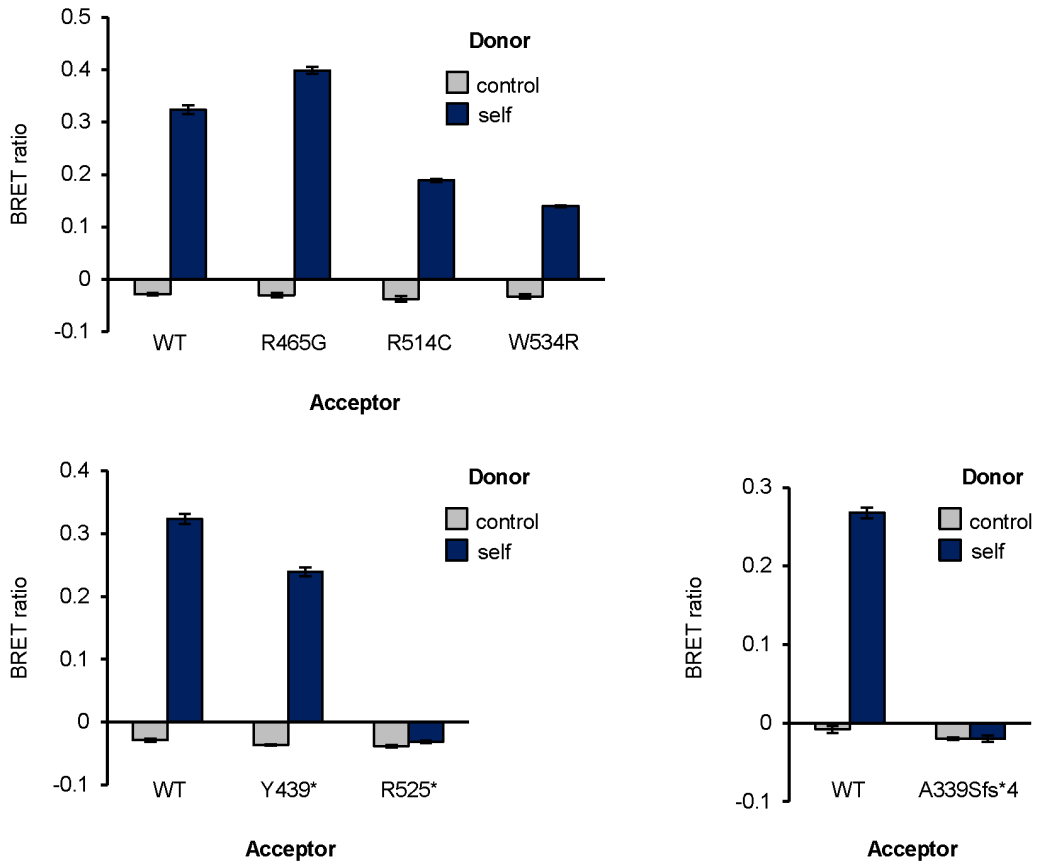 0.5
0.4
0.3
0.2
0.1
0
-0.1
BRET ratio
Donor
control
self
WT R465G R514C W534R
Acceptor
0.4
0.3
0.2
0.1
0
-0.1
BRET ratio
Donor
control
self
WT Y439* R525*
Acceptor
0.3
0.2
0.1
0
-0.1
BRET ratio
Donor
control
self
WT A339Sfs*4
Acceptor